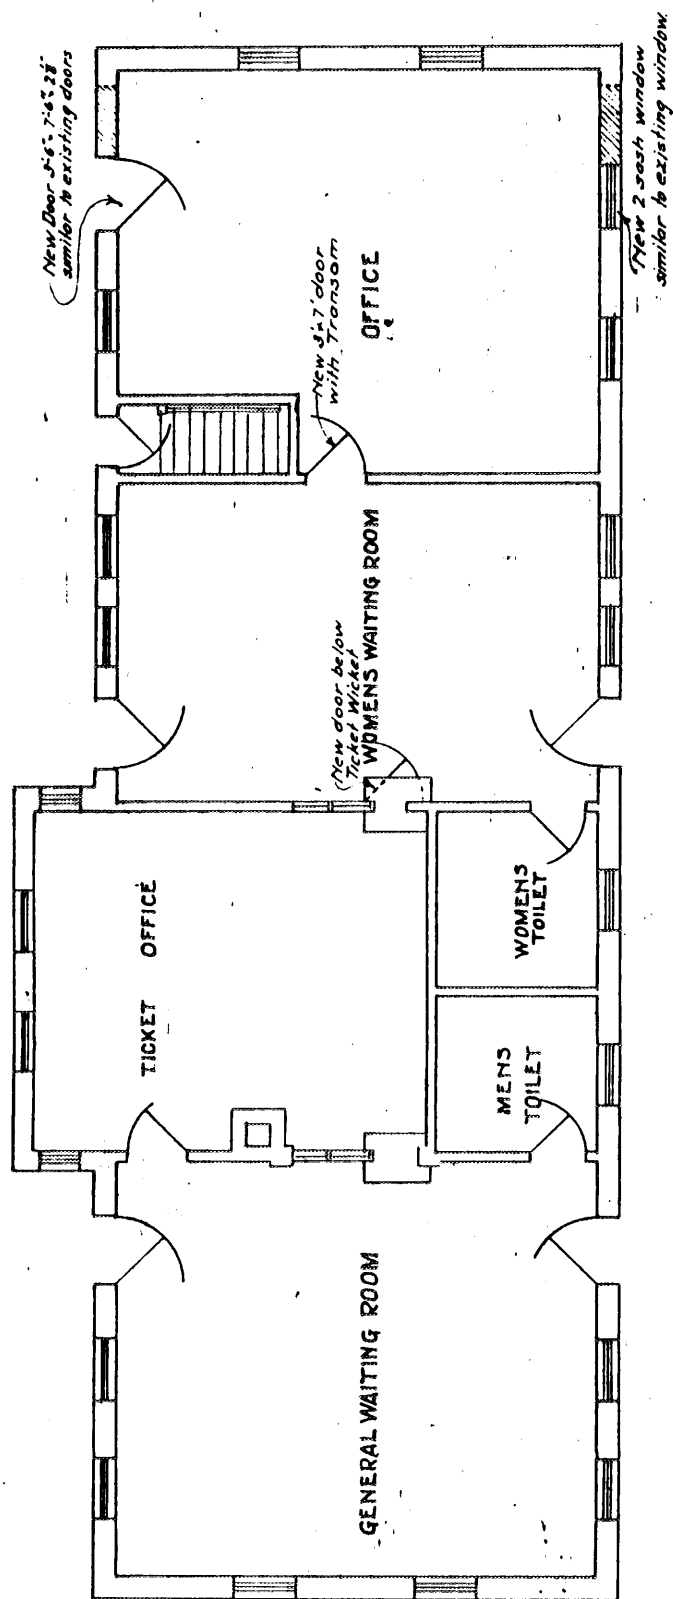 New Door 3'-6" x 7'-6" x 2 1/4"
similar to existing doors
New 2 sash window
similar to existing window.
New 3'x7' door
with Transom
OFFICE
WOMENS WAITING ROOM
(New door below
Ticket Wicket
TICKET OFFICE
WOMENS
TOILET
MENS
TOILET
GENERAL WAITING ROOM